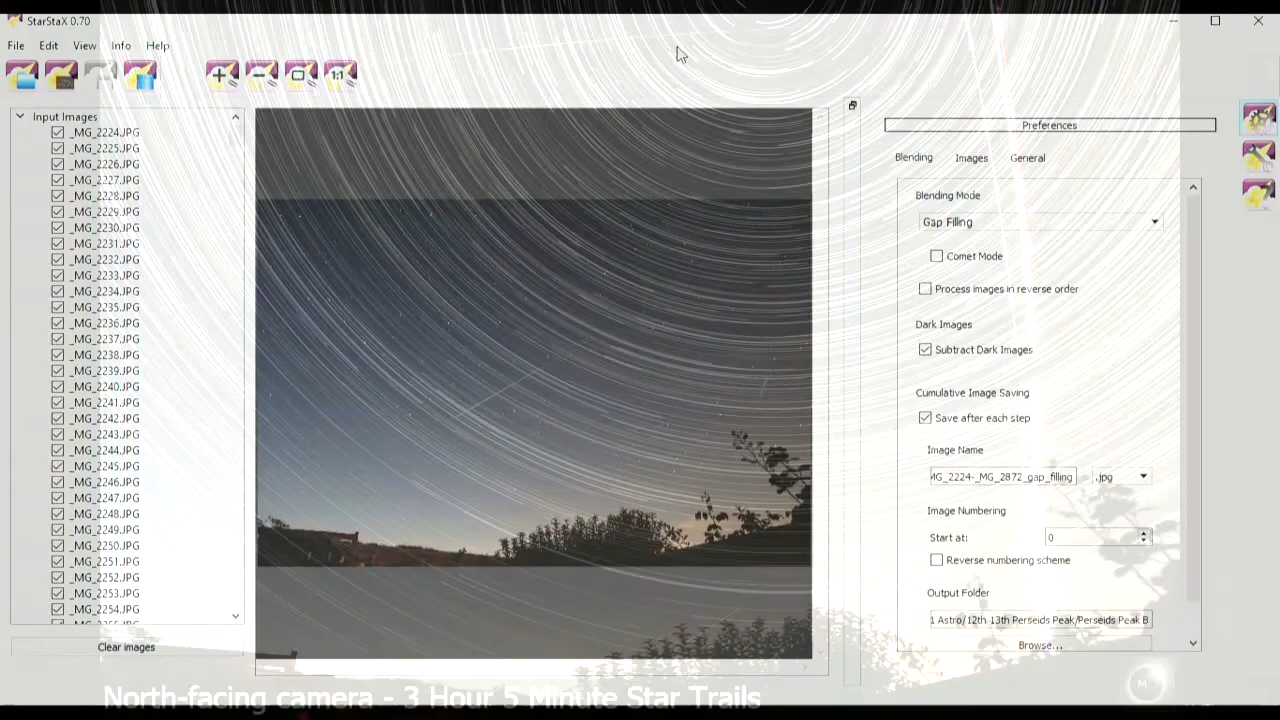 StarStaX 0.70
File Edit View Info Help
1:1
Input Images
_MG_2224.JPG
_MG_2225.JPG
_MG_2226.JPG
_MG_2227.JPG
_MG_2228.JPG
_MG_2229.JPG
_MG_2230.JPG
_MG_2231.JPG
_MG_2232.JPG
_MG_2233.JPG
_MG_2234.JPG
_MG_2235.JPG
_MG_2236.JPG
_MG_2237.JPG
_MG_2238.JPG
_MG_2239.JPG
_MG_2240.JPG
_MG_2241.JPG
_MG_2242.JPG
_MG_2243.JPG
_MG_2244.JPG
_MG_2245.JPG
_MG_2246.JPG
_MG_2247.JPG
_MG_2248.JPG
_MG_2249.JPG
_MG_2250.JPG
_MG_2251.JPG
_MG_2252.JPG
_MG_2253.JPG
_MG_2254.JPG
Clear images
Preferences
Blending Images General
Blending Mode
Gap Filling
Comet Mode
Process images in reverse order
Dark Images
Subtract Dark Images
Cumulative Image Saving
Save after each step
Image Name
MG_2224-_MG_2872_gap_filling .jpg
Image Numbering
Start at: 0
Reverse numbering scheme
Output Folder
1 Astro/12th 13th Perseids Peak/Perseids Peak B
Browse...
M
North-facing camera - 3 Hour 5 Minute Star Trails